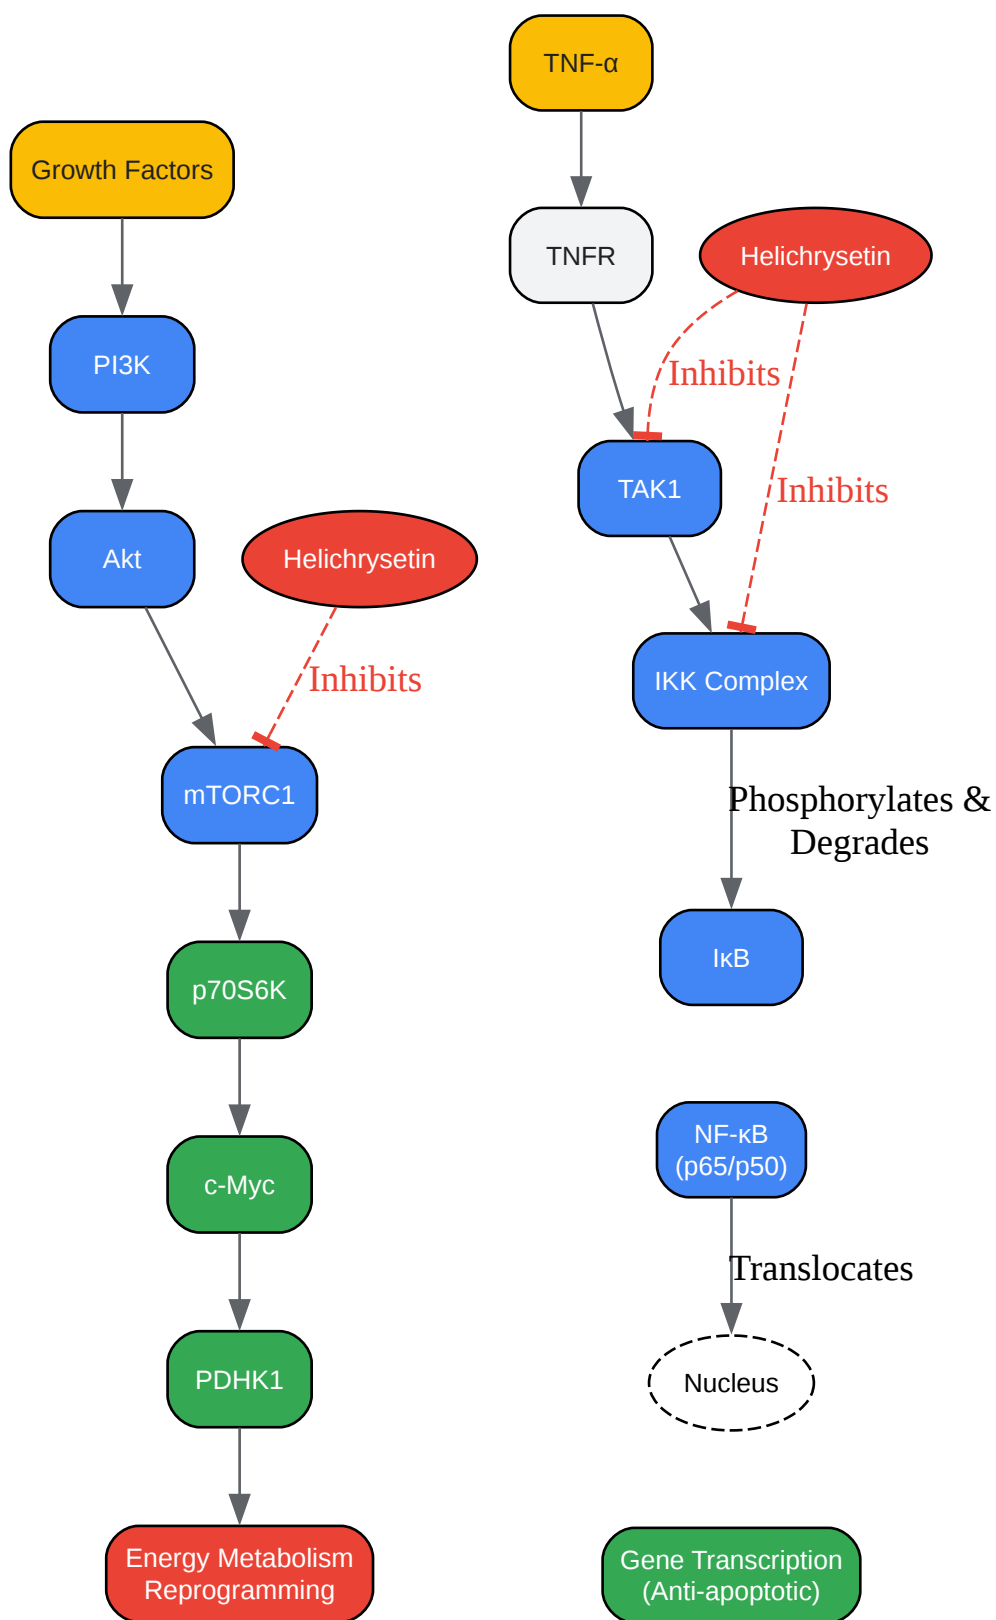 Growth Factors
PI3K
Akt
Helichrysetin
Inhibits
mTORC1
p70S6K
c-Myc
PDHK1
Energy Metabolism
Reprogramming
TNF-α
TNFR
Helichrysetin
Inhibits
TAK1
Inhibits
IKK Complex
Phosphorylates &
Degrades
IκB
NF-κB
(p65/p50)
Translocates
Nucleus
Gene Transcription
(Anti-apoptotic)